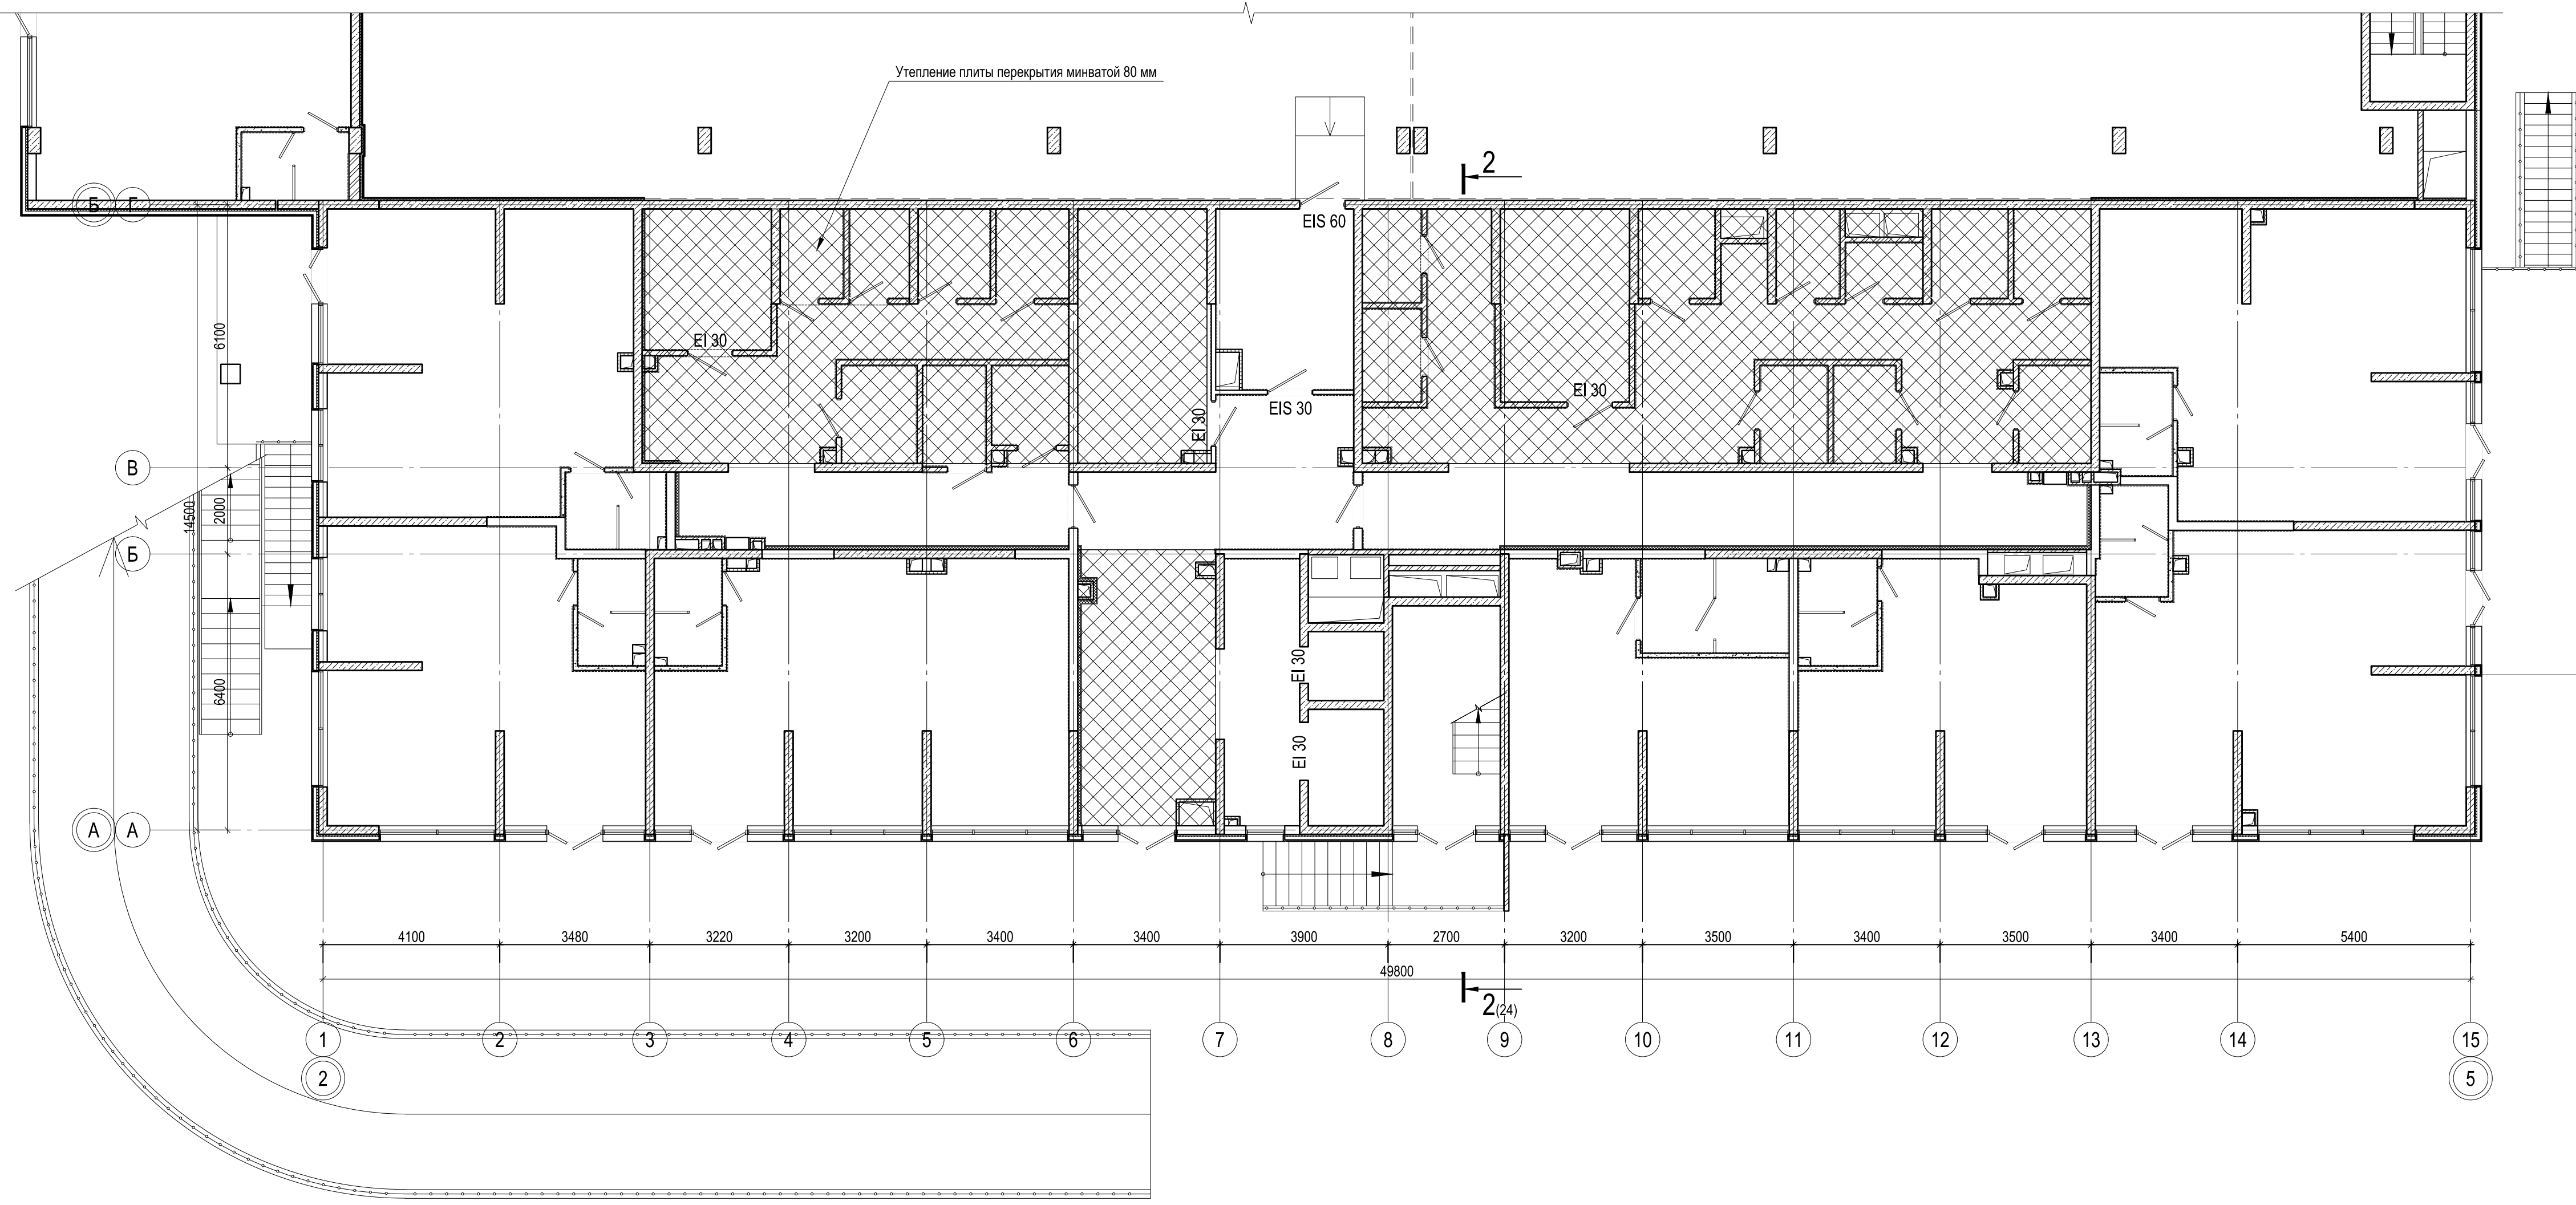 Утепление плиты перекрытия минватой 80 мм
2
Б Г
EIS 60
6100
EI 30
EI 30
EIS 30
EI 30
В
14500
2000
Б
EI 30
6400
EI 30
А А
4100 3480 3220 3200 3400 3400 3900 2700 3200 3500 3400 3500 3400 5400
49800
2(24)
1 2 3 4 5 6 7 8 9 10 11 12 13 14 15
2 5